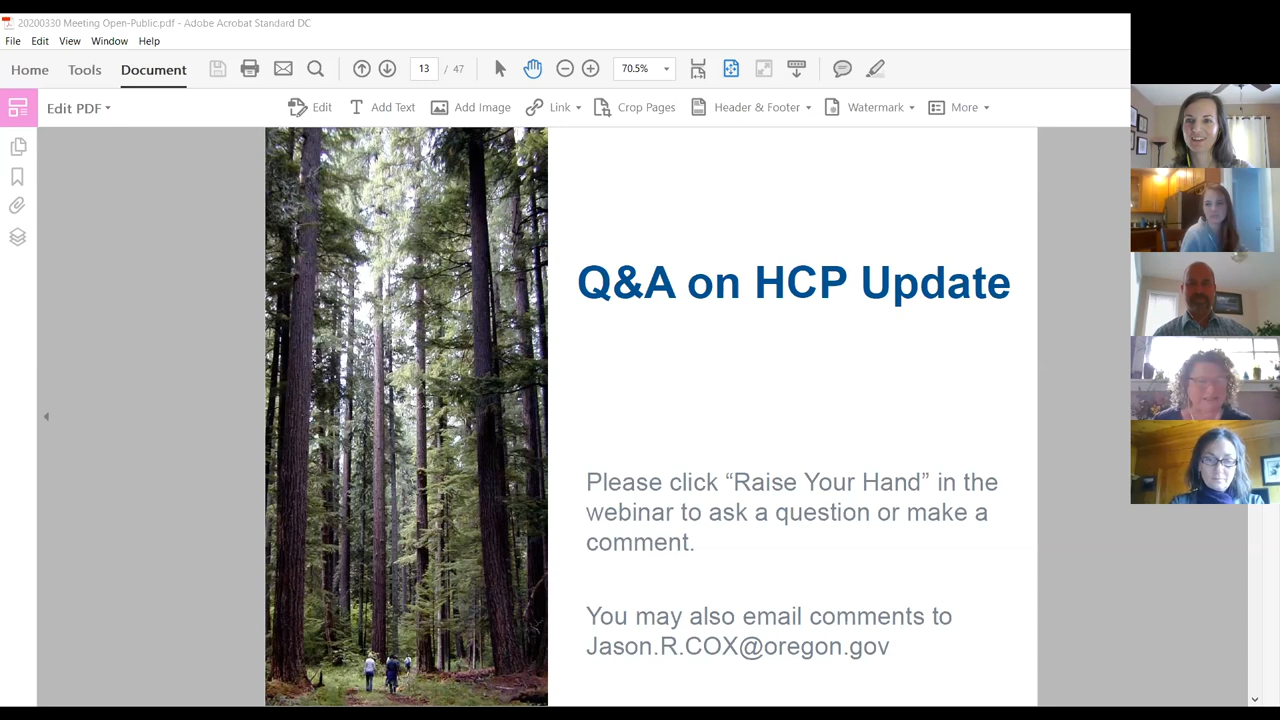 20200330 Meeting Open-Public.pdf - Adobe Acrobat Standard DC
File Edit View Window Help
Home Tools Document 13 / 47 70.5%
Edit PDF Edit Add Text Add Image Link Crop Pages Header & Footer Watermark More
Q&A on HCP Update
Please click “Raise Your Hand” in the
webinar to ask a question or make a
comment.
You may also email comments to
Jason.R.COX@oregon.gov